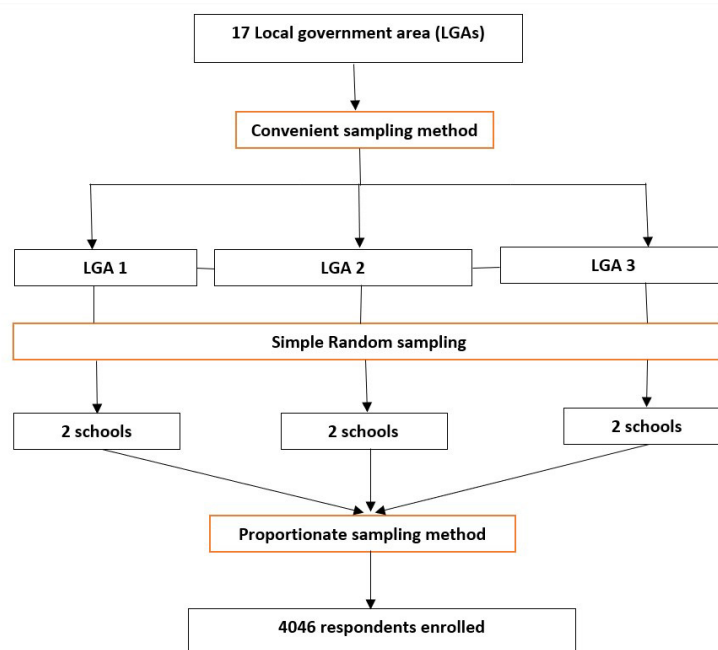 17 Local government area (LGAs)
Convenient sampling method
LGA 1
LGA 2
LGA 3
Simple Random sampling
2 schools
2 schools
2 schools
Proportionate sampling method
4046 respondents enrolled